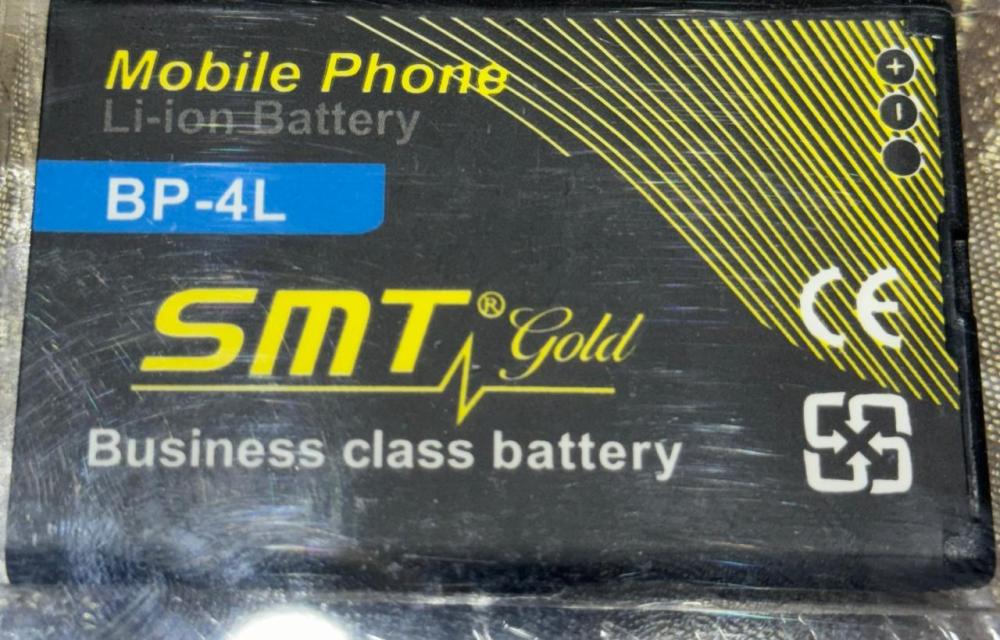 Mobile Phone
Li-ion Battery
BP-4L
SMT® Gold
Business class battery
CE